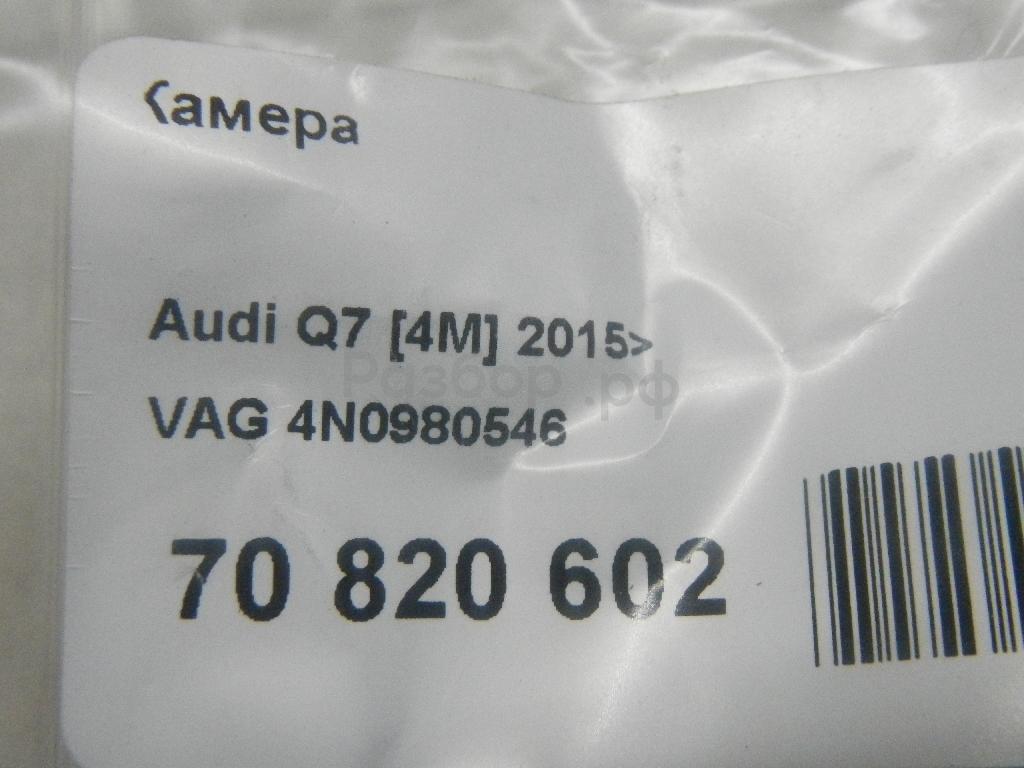 Камера
Audi Q7 [4M] 2015>
Разбор.рф
VAG 4N0980546
70 820 602